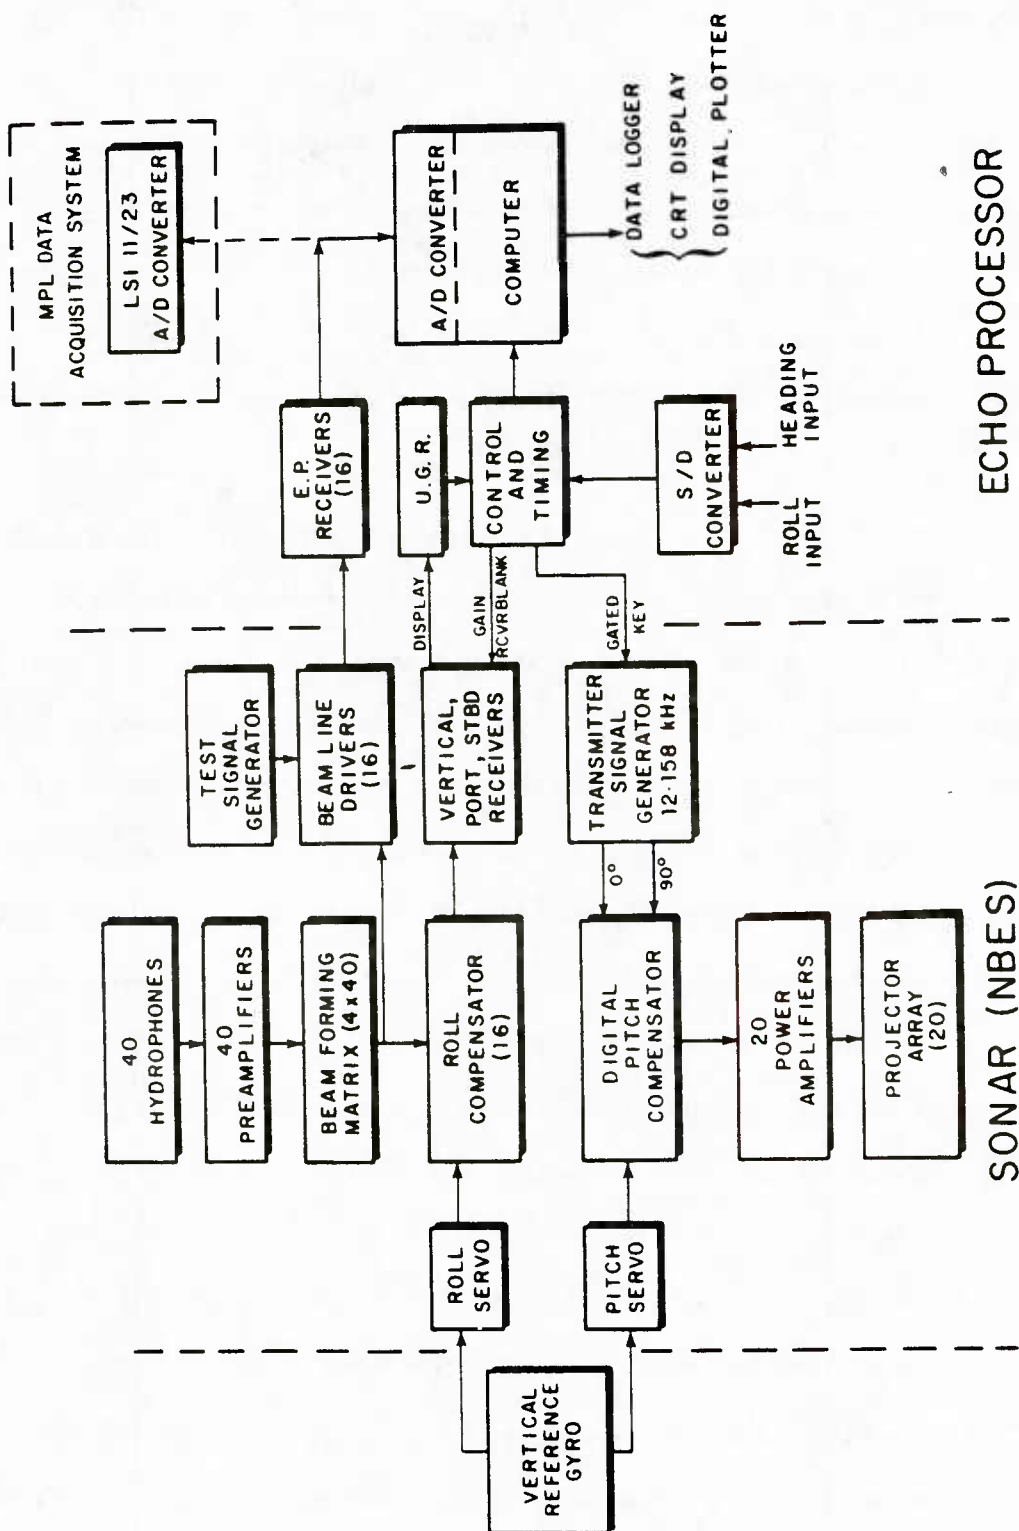 MPL DATA
ACQUISITION SYSTEM
LSI 11/23
A/D CONVERTER
40
HYDROPHONES
40
PREAMPLIFIERS
BEAM FORMING
MATRIX (4x40)
TEST
SIGNAL
GENERATOR
BEAM LINE
DRIVERS
(16)
E.P.
RECEIVERS
(16)
A/D CONVERTER
COMPUTER
DATA LOGGER
CRT DISPLAY
DIGITAL PLOTTER
VERTICAL
REFERENCE
GYRO
ROLL
SERVO
ROLL
COMPENSATOR
(16)
VERTICAL,
PORT, STBD
RECEIVERS
DISPLAY
U.G.R.
GAIN
RCVRBLANK
CONTROL
AND
TIMING
PITCH
SERVO
DIGITAL
PITCH
COMPENSATOR
0°
90°
TRANSMITTER
SIGNAL
GENERATOR
12·158 kHz
GATED
KEY
S/D
CONVERTER
ROLL
INPUT
HEADING
INPUT
20
POWER
AMPLIFIERS
PROJECTOR
ARRAY
(20)
SONAR (NBES)
ECHO PROCESSOR